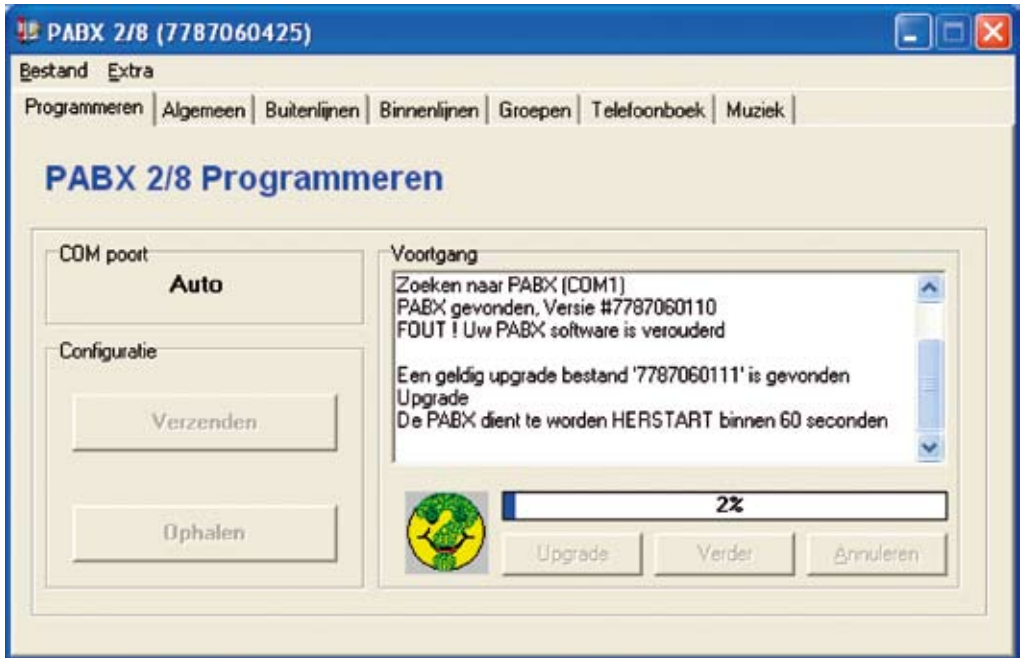 PABX 2/8 (7787060425)
Bestand Extra
Programmeren Algemeen Buitenlijnen Binnenlijnen Groepen Telefoonboek Muziek
PABX 2/8 Programmeren
COM poort
Auto
Configuratie
Verzenden
Ophalen
Voortgang
Zoeken naar PABX (COM1)
PABX gevonden, Versie #7787060110
FOUT ! Uw PABX software is verouderd
Een geldig upgrade bestand '7787060111' is gevonden
Upgrade
De PABX dient te worden HERSTART binnen 60 seconden
2%
Upgrade Verder Annuleren